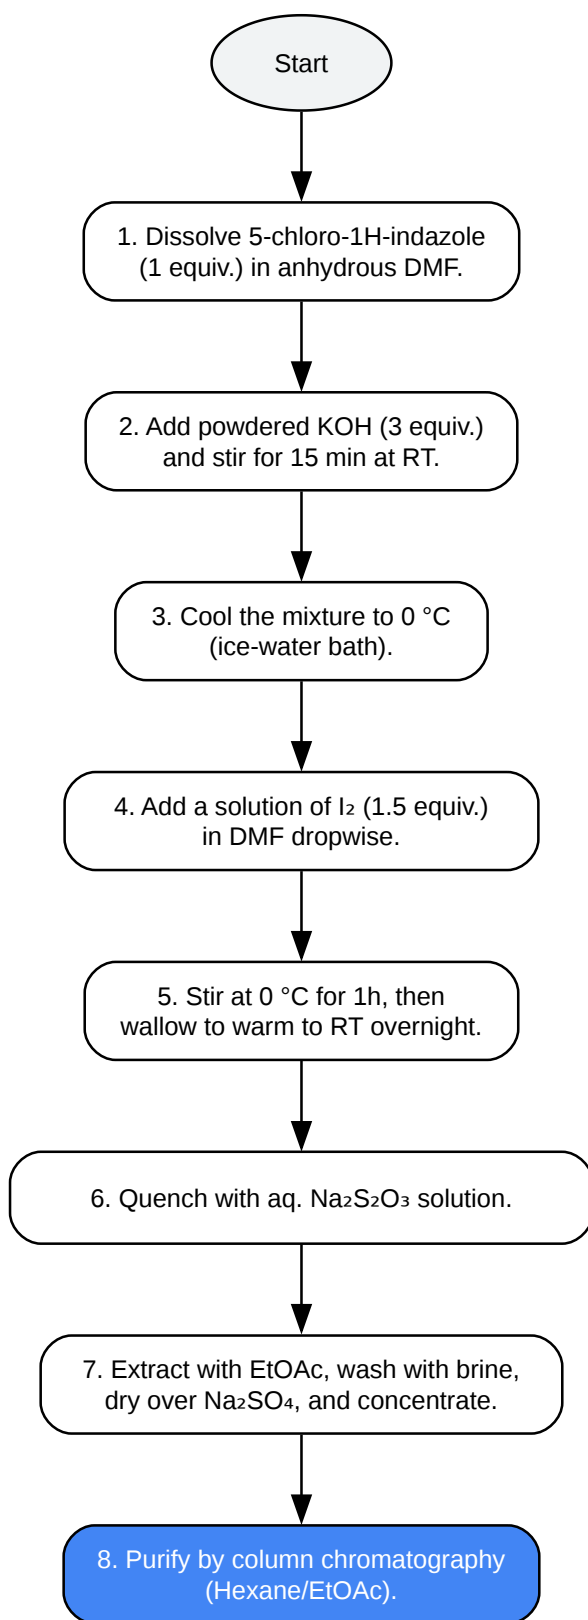 Start
1. Dissolve 5-chloro-1H-indazole
(1 equiv.) in anhydrous DMF.
2. Add powdered KOH (3 equiv.)
and stir for 15 min at RT.
3. Cool the mixture to 0 °C
(ice-water bath).
4. Add a solution of I₂ (1.5 equiv.)
in DMF dropwise.
5. Stir at 0 °C for 1h, then
wallow to warm to RT overnight.
6. Quench with aq. Na₂S₂O₃ solution.
7. Extract with EtOAc, wash with brine,
dry over Na₂SO₄, and concentrate.
8. Purify by column chromatography
(Hexane/EtOAc).